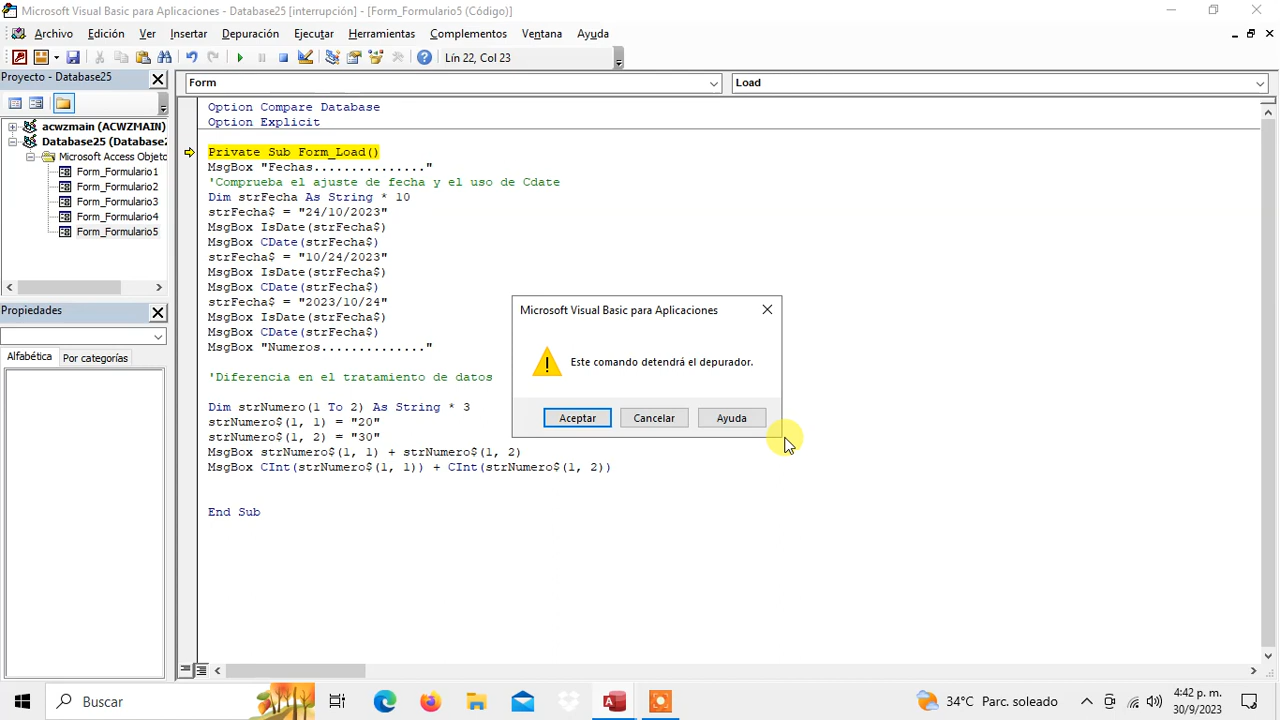 Microsoft Visual Basic para Aplicaciones - Database25 [interrupción] - [Form_Formulario5 (Código)]
Archivo Edición Ver Insertar Depuración Ejecutar Herramientas Complementos Ventana Ayuda
Lín 22, Col 23
Proyecto - Database25
acwzmain (ACWZMAIN)
Database25 (Database2
Microsoft Access Objeto
Form_Formulario1
Form_Formulario2
Form_Formulario3
Form_Formulario4
Form_Formulario5
Propiedades
Alfabética Por categorías
Form Load
Option Compare Database
Option Explicit
Private Sub Form_Load()
MsgBox "Fechas..............."
'Comprueba el ajuste de fecha y el uso de Cdate
Dim strFecha As String * 10
strFecha$ = "24/10/2023"
MsgBox IsDate(strFecha$)
MsgBox CDate(strFecha$)
strFecha$ = "10/24/2023"
MsgBox IsDate(strFecha$)
MsgBox CDate(strFecha$)
strFecha$ = "2023/10/24"
MsgBox IsDate(strFecha$)
MsgBox CDate(strFecha$)
MsgBox "Numeros.............."
'Diferencia en el tratamiento de datos
Dim strNumero(1 To 2) As String * 3
strNumero$(1, 1) = "20"
strNumero$(1, 2) = "30"
MsgBox strNumero$(1, 1) + strNumero$(1, 2)
MsgBox CInt(strNumero$(1, 1)) + CInt(strNumero$(1, 2))
End Sub
Microsoft Visual Basic para Aplicaciones
Este comando detendrá el depurador.
Aceptar Cancelar Ayuda
Buscar
34°C Parc. soleado
4:42 p. m.
30/9/2023